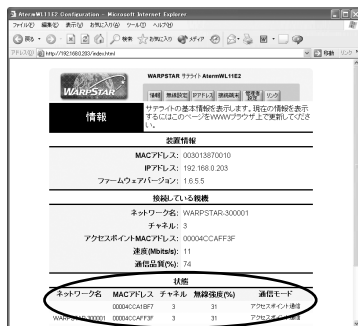 AtermWL11E2 Configuration - Microsoft Internet Explorer
ファイル(F) 編集(E) 表示(V) お気に入り(A) ツール(T) ヘルプ(H)
戻る 検索 お気に入り メディア
アドレス(D) http://192.168.0.203/index.html 移動 リンク
WARPSTAR サテライト AtermWL11E2
WARPSTAR
情報 無線設定 IPアドレス 接続端末 リンク
情報
サテライトの基本情報を表示します。現在の情報を表示するにはこのページをWWWブラウザ上で更新してください。
装置情報
MACアドレス: 003013870010
IPアドレス: 192.168.0.203
ファームウェアバージョン: 1.6.5.5
接続している親機
ネットワーク名: WARPSTAR-300001
チャネル: 3
アクセスポイントMACアドレス: 00004CCAFF3F
速度(Mbits/s): 11
通信品質(%): 74
状態
ネットワーク名 MACアドレス チャネル 無線強度(%) 通信モード
00004CCA1BF7 3 31 アクセスポイント通信
WARPSTAR-300001 00004CCAFF3F 3 31 アクセスポイント通信